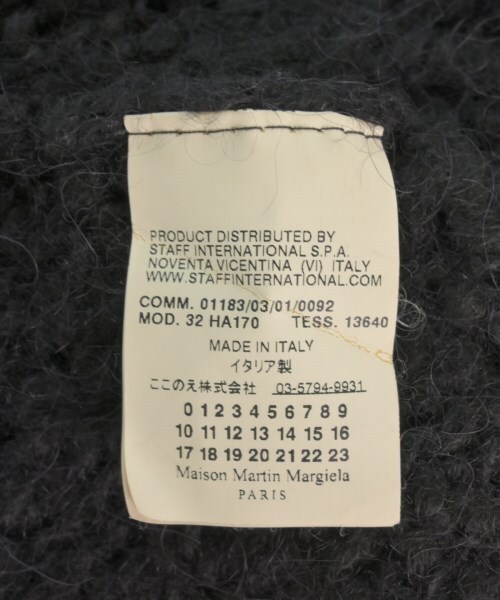 PRODUCT DISTRIBUTED BY
STAFF INTERNATIONAL S.P.A.
NOVENTA VICENTINA (VI) ITALY
WWW.STAFFINTERNATIONAL.COM
COMM. 01183/03/01/0092
MOD. 32 HA170 TESS. 13640
MADE IN ITALY
イタリア製
ここのえ株式会社 03-5794-9931
0 1 2 3 4 5 6 7 8 9
10 11 12 13 14 15 16
17 18 19 20 21 22 23
Maison Martin Margiela
PARIS